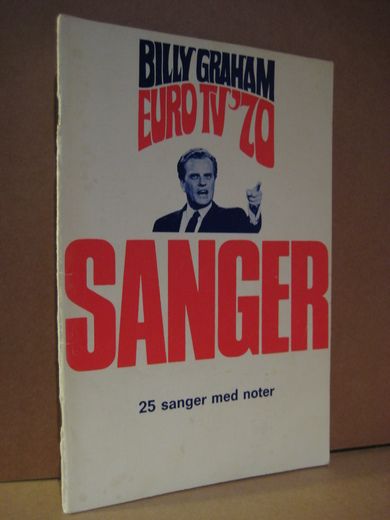 BILLY GRAHAM
EURO TV '70
SANGER
25 sanger med noter